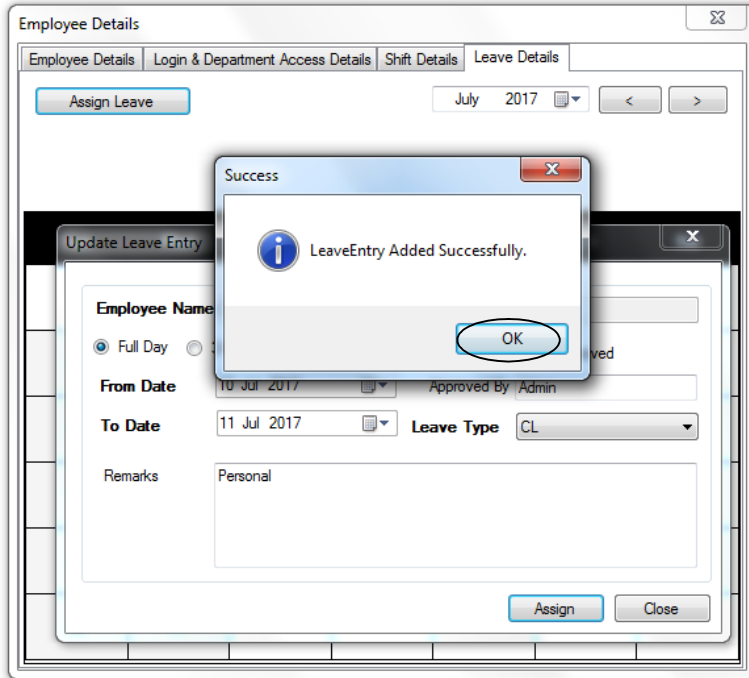 Employee Details
Employee Details Login & Department Access Details Shift Details Leave Details
Assign Leave July 2017 < >
Success
LeaveEntry Added Successfully.
OK
Update Leave Entry
Employee Name
Full Day
From Date 10 Jul 2017 Approved By Admin
To Date 11 Jul 2017 Leave Type CL
Remarks Personal
Assign Close